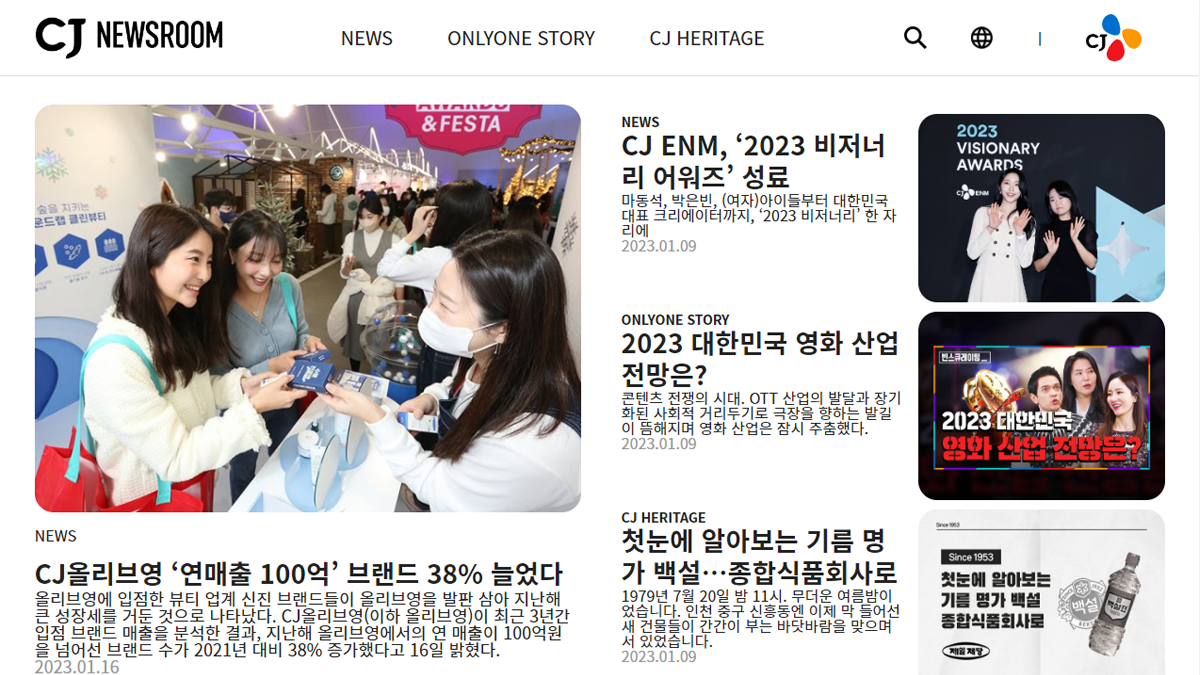 CJ NEWSROOM
NEWS
ONLYONE STORY
CJ HERITAGE
CJ
AWARDS
& FESTA
숲을 지키는
클린뷰티
NEWS
CJ올리브영 ‘연매출 100억’ 브랜드 38% 늘었다
올리브영에 입점한 뷰티 업계 신진 브랜드들이 올리브영을 발판 삼아 지난해
큰 성장세를 거둔 것으로 나타났다. CJ올리브영(이하 올리브영)이 최근 3년간
입점 브랜드 매출을 분석한 결과, 지난해 올리브영에서의 연 매출이 100억원
을 넘어선 브랜드 수가 2021년 대비 38% 증가했다고 16일 밝혔다.
2023.01.16
NEWS
CJ ENM, ‘2023 비저너
리 어워즈’ 성료
마동석, 박은빈, (여자)아이들부터 대한민국
대표 크리에이터까지, ‘2023 비저너리’ 한 자
리에
2023.01.09
2023
VISIONARY
AWARDS
CJ ENM
ONLYONE STORY
2023 대한민국 영화 산업
전망은?
콘텐츠 전쟁의 시대. OTT 산업의 발달과 장기
화된 사회적 거리두기로 극장을 향하는 발길
이 뜸해지며 영화 산업은 잠시 주춤했다.
2023.01.09
빈스큐레이팅
2023 대한민국
영화 산업 전망은?
CJ HERITAGE
첫눈에 알아보는 기름 명
가 백설…종합식품회사로
1979년 7월 20일 밤 11시. 무더운 여름밤이
었습니다. 인천 중구 신흥동엔 이제 막 들어선
새 건물들이 간간이 부는 바닷바람을 맞으며
서 있었습니다.
2023.01.09
Since 1953
Since 1953
첫눈에 알아보는
기름 명가 백설
종합식품회사로
제일제당
백설